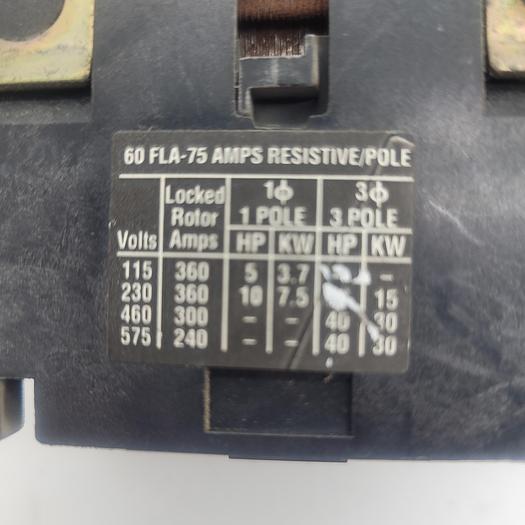 60 FLA-75 AMPS RESISTIVE/POLE
Volts Locked Rotor Amps 1ϕ 1 POLE 3ϕ 3 POLE
HP KW HP KW
115 360 5 3.7 -
230 360 10 7.5 15
460 300 - - 40 30
575 240 - - 40 30